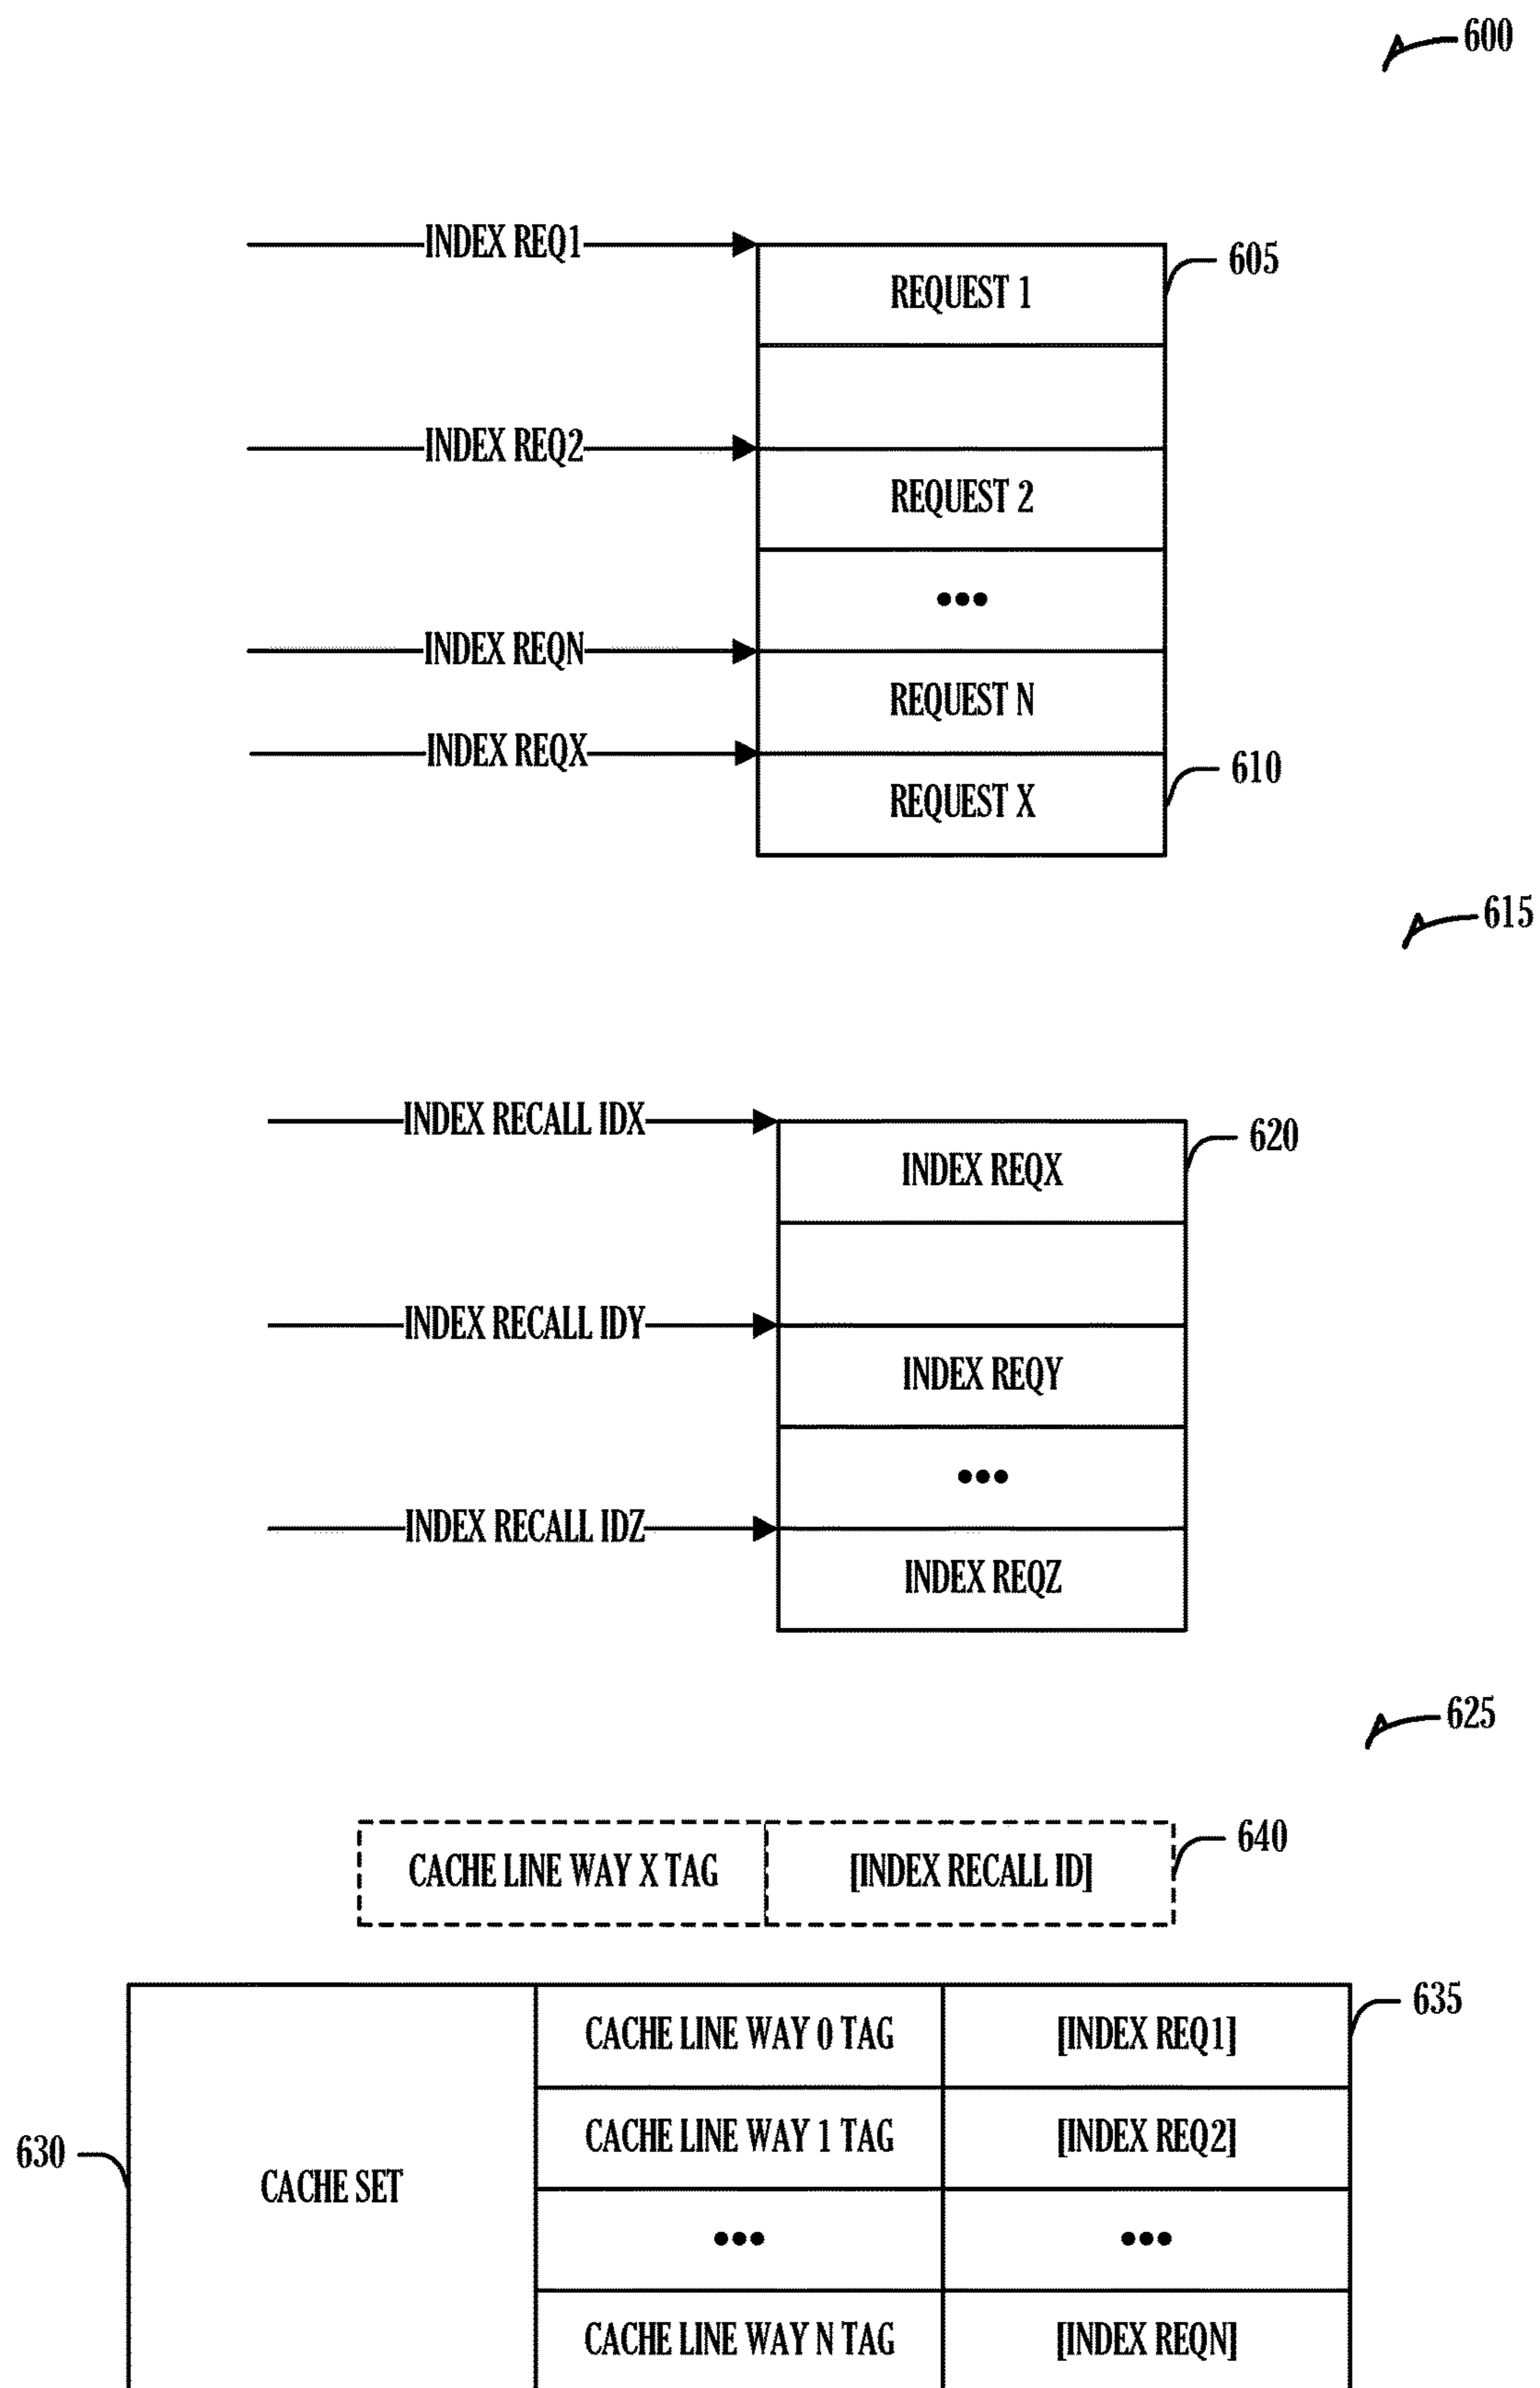 600
INDEX REQ1
605
REQUEST 1
INDEX REQ2
REQUEST 2
•••
INDEX REQN
REQUEST N
INDEX REQX
610
REQUEST X
615
INDEX RECALL IDX
620
INDEX REQX
INDEX RECALL IDY
INDEX REQY
•••
INDEX RECALL IDZ
INDEX REQZ
625
640
CACHE LINE WAY X TAG [INDEX RECALL ID]
635
CACHE LINE WAY 0 TAG [INDEX REQ1]
CACHE LINE WAY 1 TAG [INDEX REQ2]
630
CACHE SET
••• •••
CACHE LINE WAY N TAG [INDEX REQN]